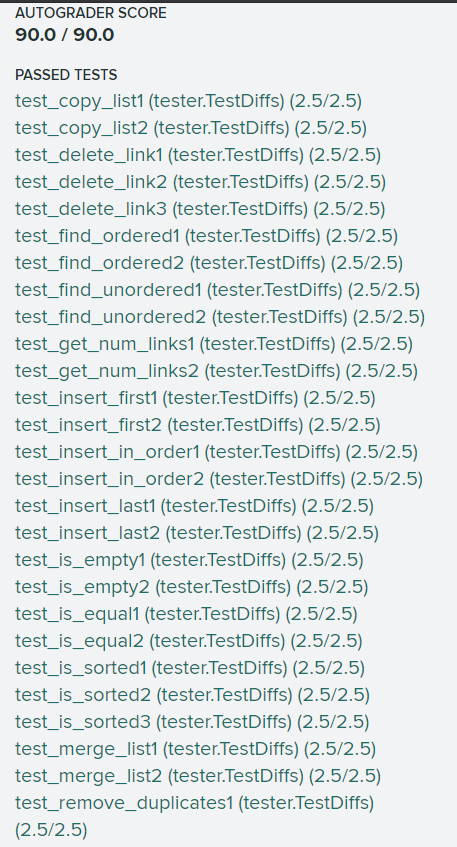 AUTOGRADER SCORE
90.0 / 90.0
PASSED TESTS
test_copy_list1 (tester.TestDiffs) (2.5/2.5)
test_copy_list2 (tester.TestDiffs) (2.5/2.5)
test_delete_link1 (tester.TestDiffs) (2.5/2.5)
test_delete_link2 (tester.TestDiffs) (2.5/2.5)
test_delete_link3 (tester.TestDiffs) (2.5/2.5)
test_find_ordered1 (tester.TestDiffs) (2.5/2.5)
test_find_ordered2 (tester.TestDiffs) (2.5/2.5)
test_find_unordered1 (tester.TestDiffs) (2.5/2.5)
test_find_unordered2 (tester.TestDiffs) (2.5/2.5)
test_get_num_links1 (tester.TestDiffs) (2.5/2.5)
test_get_num_links2 (tester.TestDiffs) (2.5/2.5)
test_insert_first1 (tester.TestDiffs) (2.5/2.5)
test_insert_first2 (tester.TestDiffs) (2.5/2.5)
test_insert_in_order1 (tester.TestDiffs) (2.5/2.5)
test_insert_in_order2 (tester.TestDiffs) (2.5/2.5)
test_insert_last1 (tester.TestDiffs) (2.5/2.5)
test_insert_last2 (tester.TestDiffs) (2.5/2.5)
test_is_empty1 (tester.TestDiffs) (2.5/2.5)
test_is_empty2 (tester.TestDiffs) (2.5/2.5)
test_is_equal1 (tester.TestDiffs) (2.5/2.5)
test_is_equal2 (tester.TestDiffs) (2.5/2.5)
test_is_sorted1 (tester.TestDiffs) (2.5/2.5)
test_is_sorted2 (tester.TestDiffs) (2.5/2.5)
test_is_sorted3 (tester.TestDiffs) (2.5/2.5)
test_merge_list1 (tester.TestDiffs) (2.5/2.5)
test_merge_list2 (tester.TestDiffs) (2.5/2.5)
test_remove_duplicates1 (tester.TestDiffs)
(2.5/2.5)